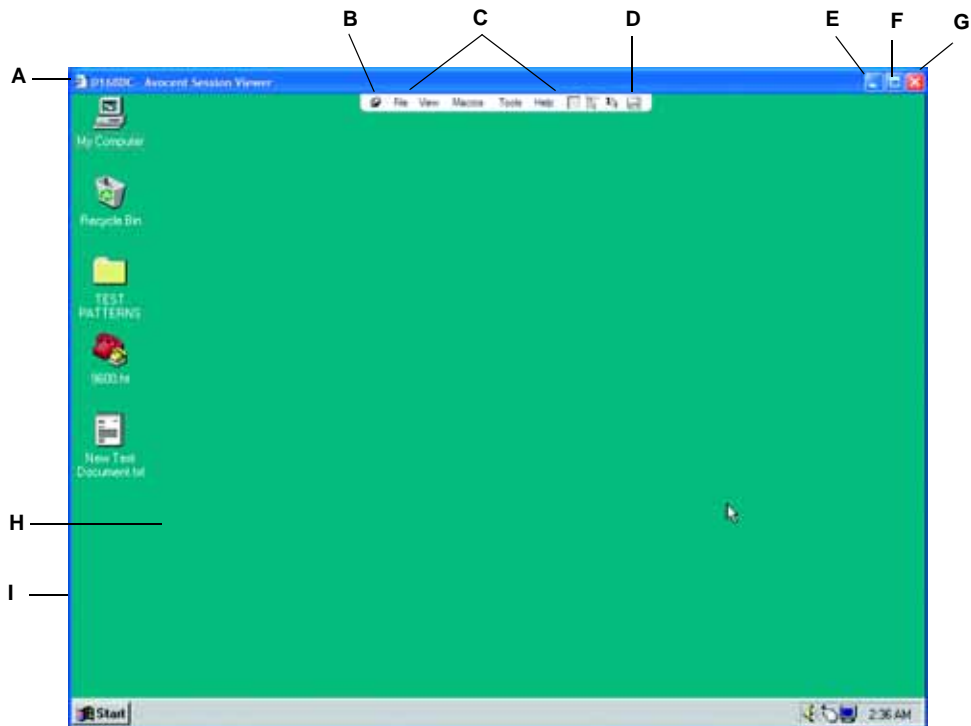 B
C
D
E
F
G
A
D160DC - Avocent Session Viewer
File View Macros Tools Help
My Computer
Recycle Bin
TEST
PATTERNS
9600.ht
New Text
Document.txt
H
I
Start
2:36 AM